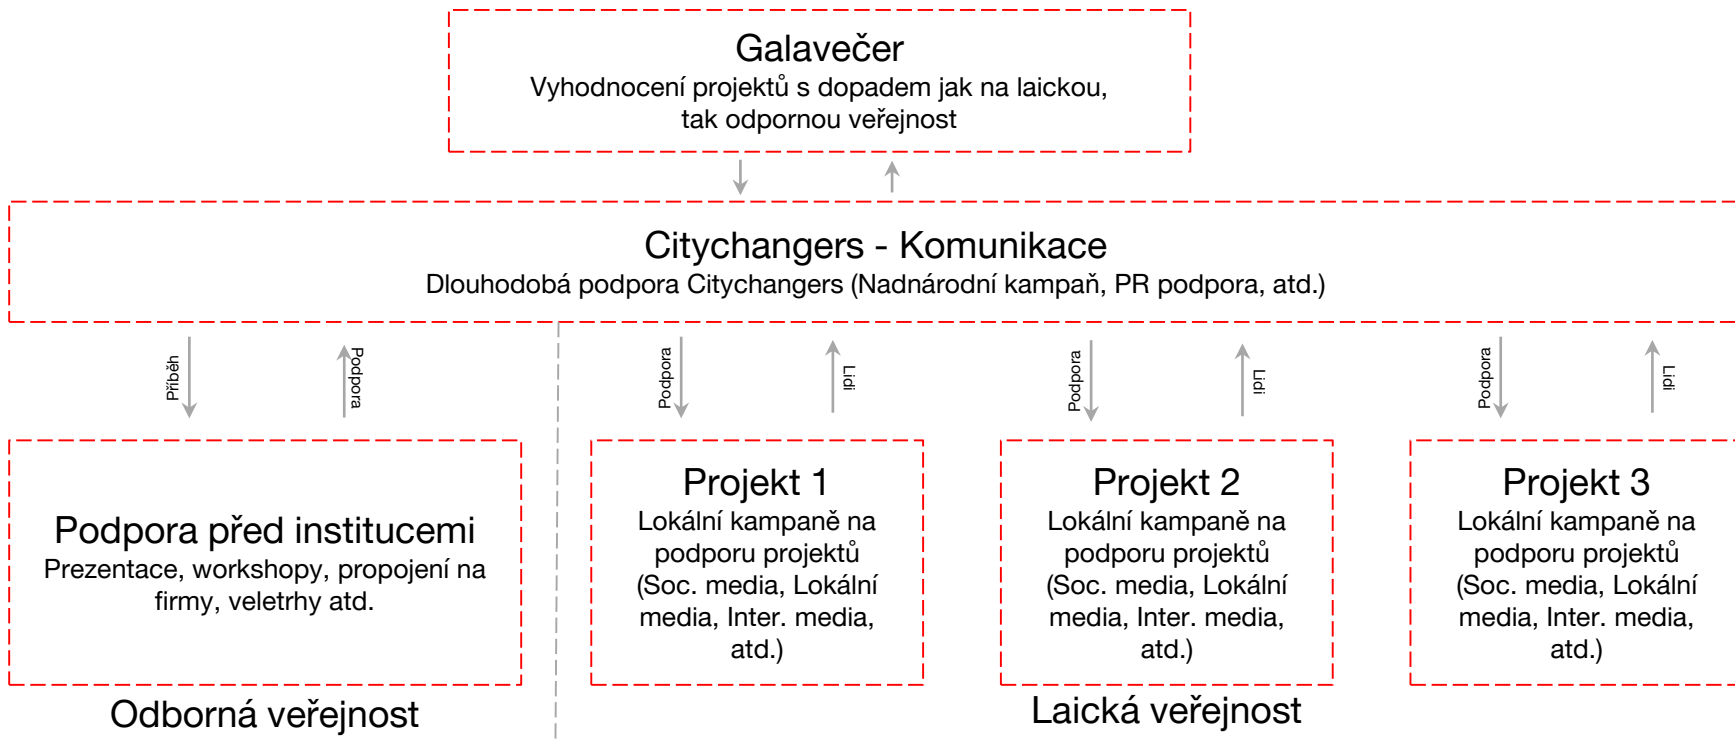 Galavečer
Vyhodnocení projektů s dopadem jak na laickou,
tak odpornou veřejnost
Citychangers - Komunikace
Dlouhodobá podpora Citychangers (Nadnárodní kampaň, PR podpora, atd.)
Příběh
Podpora
Podpora
Lidi
Podpora
Lidi
Podpora
Lidi
Podpora před institucemi
Prezentace, workshopy, propojení na
firmy, veletrhy atd.
Projekt 1
Lokální kampaně na
podporu projektů
(Soc. media, Lokální
media, Inter. media,
atd.)
Projekt 2
Lokální kampaně na
podporu projektů
(Soc. media, Lokální
media, Inter. media,
atd.)
Projekt 3
Lokální kampaně na
podporu projektů
(Soc. media, Lokální
media, Inter. media,
atd.)
Odborná veřejnost
Laická veřejnost